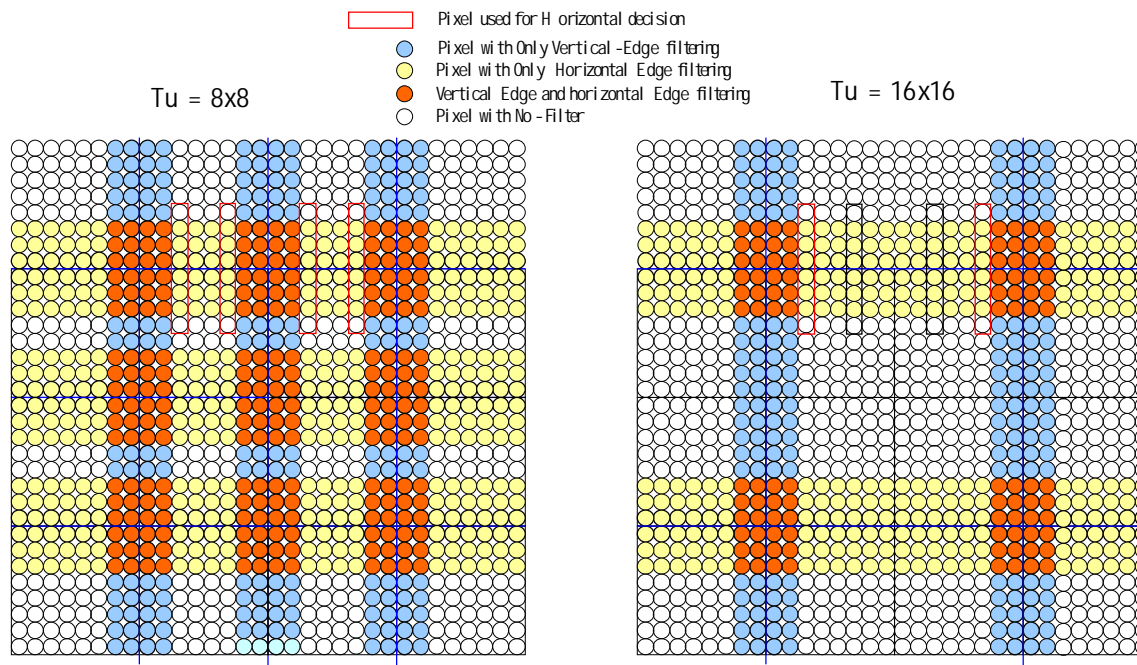 Pixel used for H orizontal decision
Pixel with Only Vertical -Edge filtering
Pixel with Only Horizontal Edge filtering
Vertical Edge and horizontal Edge filtering
Pixel with No -Filter
Tu = 8x8
Tu = 16x16